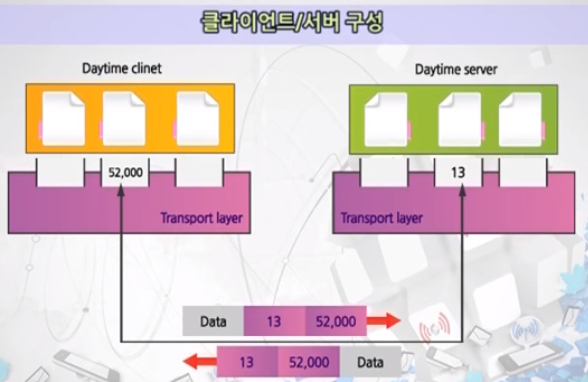 클라이언트/서버 구성
Daytime clinet
Daytime server
52,000
13
Transport layer
Transport layer
Data 13 52,000
13 52,000 Data